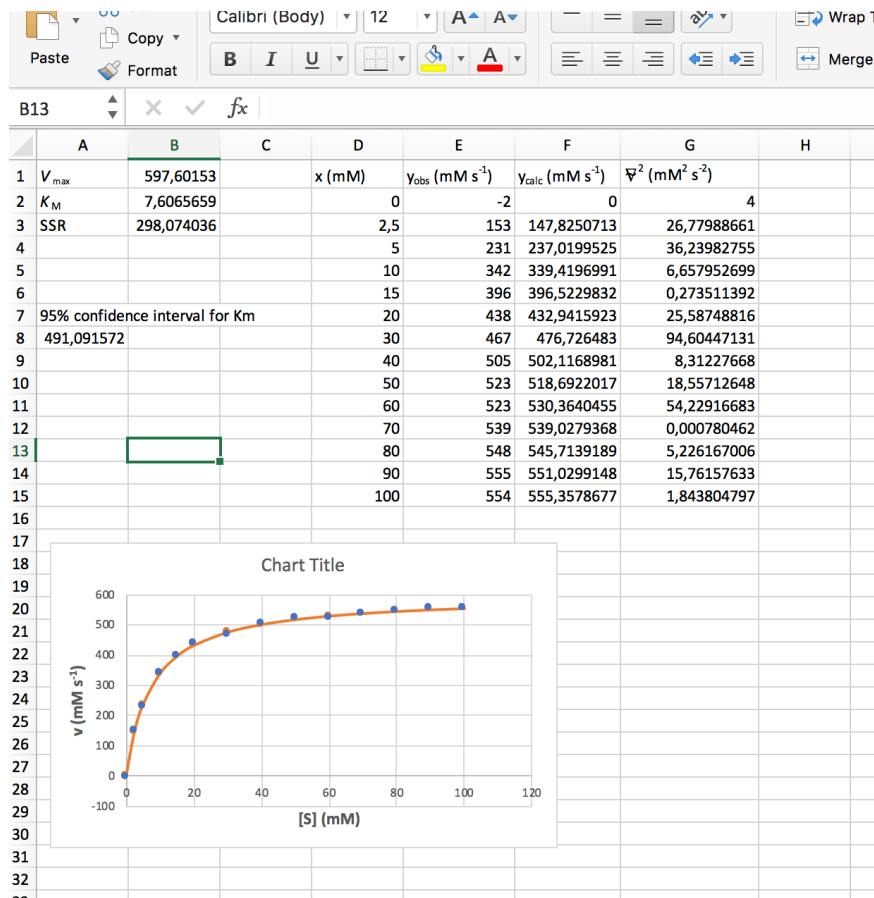 Calibri (Body) 12 A A
Paste Copy Format B I U A Wrap Merge
B13 fx
A B C D E F G H
1 Vmax 597,60153 x (mM) yobs (mM s⁻¹) ycalc (mM s⁻¹) ∇² (mM² s⁻²)
2 KM 7,6065659 0 -2 0 4
3 SSR 298,074036 2,5 153 147,8250713 26,77988661
4 5 231 237,0199525 36,23982755
5 10 342 339,4196991 6,657952699
6 15 396 396,5229832 0,273511392
7 95% confidence interval for Km 20 438 432,9415923 25,58748816
8 491,091572 30 467 476,726483 94,60447131
9 40 505 502,1168981 8,31227668
10 50 523 518,6922017 18,55712648
11 60 523 530,3640455 54,22916683
12 70 539 539,0279368 0,000780462
13 80 548 545,7139189 5,226167006
14 90 555 551,0299148 15,76157633
15 100 554 555,3578677 1,843804797
16
17
18
19
20
21
22
23
24
25
26
27
28
29
30
31
32
Chart Title
600
500
400
300
200
100
0
-100
0 20 40 60 80 100 120
v (mM s⁻¹)
[S] (mM)